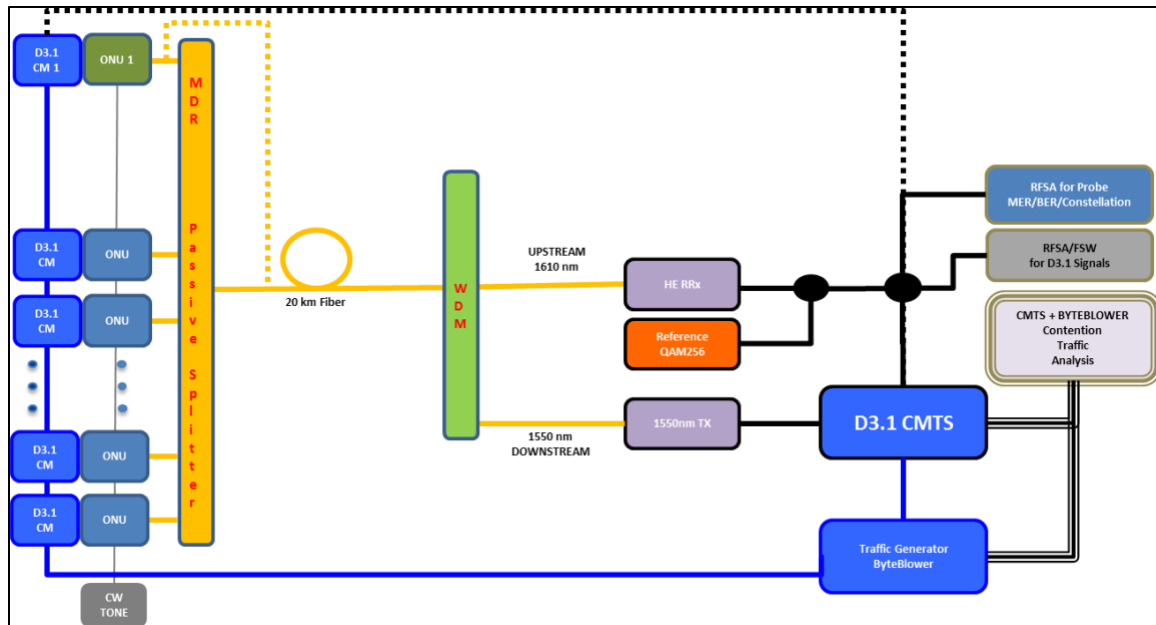 D3.1
CM 1
ONU 1
MDR Passive Splitter
D3.1
CM
ONU
D3.1
CM
ONU
D3.1
CM
ONU
D3.1
CM
ONU
CW
TONE
20 km Fiber
WDM
UPSTREAM
1610 nm
1550 nm
DOWNSTREAM
HE RRx
Reference
QAM256
1550nm TX
D3.1 CMTS
Traffic Generator
ByteBlower
RFSA for Probe
MER/BER/Constellation
RFSA/FSW
for D3.1 Signals
CMTS + BYTEBLOWER
Contention
Traffic
Analysis